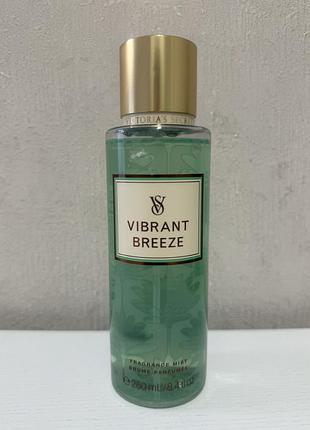 VICTORIA'S SECRET
VS
VIBRANT
BREEZE
FRAGRANCE MIST
BRUME PARFUMÉE
℮ 250 mL/8.4 fl oz